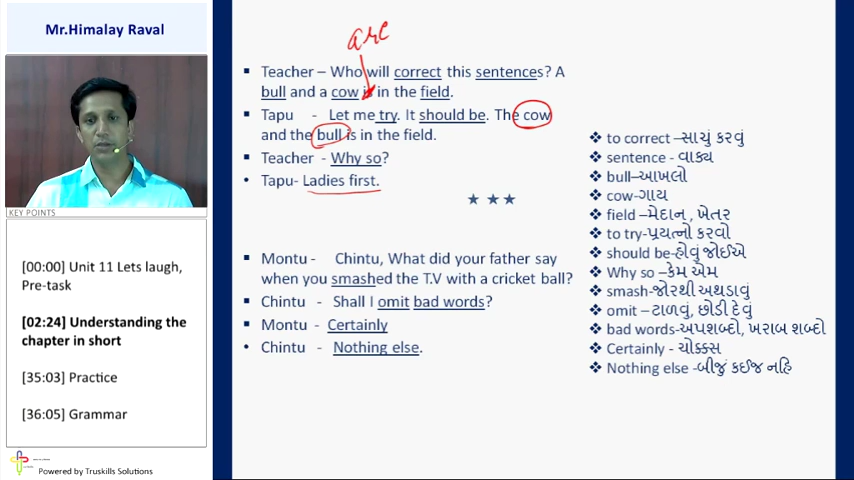 Mr.Himalay Raval
KEY POINTS
[00:00] Unit 11 Lets laugh,
Pre-task
[02:24] Understanding the
chapter in short
[35:03] Practice
[36:05] Grammar
Powered by Truskills Solutions
are
Teacher – Who will correct this sentences? A
bull and a cow is in the field.
Tapu - Let me try. It should be. The cow
and the bull is in the field.
Teacher - Why so?
Tapu- Ladies first.
★ ★ ★
Montu - Chintu, What did your father say
when you smashed the T.V with a cricket ball?
Chintu - Shall I omit bad words?
Montu - Certainly
Chintu - Nothing else.
to correct –સાચું કરવું
sentence - વાક્ય
bull–આખલો
cow-ગાય
field –મેદાન , ખેતર
to try-પ્રયત્નો કરવો
should be-હોવું જોઈએ
Why so –કેમ એમ
smash-જોરથી અથડાવું
omit – ટાળવું, છોડી દેવું
bad words-અપશબ્દો, ખરાબ શબ્દો
Certainly - ચોક્કસ
Nothing else -બીજું કઈજ નહિ